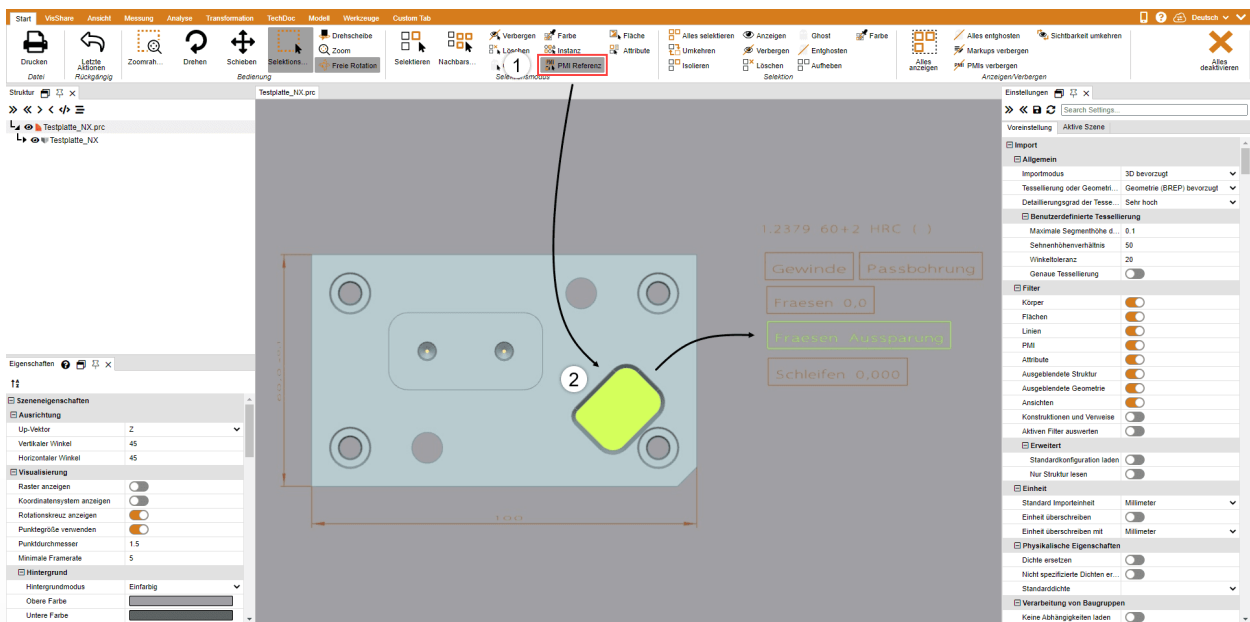 Start VisShare Ansicht Messung Analyse Transformation TechDoc Modell Werkzeuge Custom Tab Deutsch
Verbergen Farbe Fläche Alles selektieren Anzeigen Ghost Farbe Alles entghosten Sichtbarkeit umkehren
Drehscheibe
Löschen Instanz Attribute Umkehren Verbergen Entghosten Markups verbergen
Zoom
Drucken Letzte Aktionen Zoomrah... Drehen Schieben Selektions... Freie Rotation Selektieren Nachbars... 1 PMI Referenz Isolieren Löschen Aufheben Alles anzeigen PMIs verbergen Alles deaktivieren
Datei Rückgängig Bedienung Selektionsmodus Selektion Anzeigen/Verbergen
Struktur
Testplatte_NX.prc
Testplatte_NX
Testplatte_NX.prc
1.2379 60+2 HRC ( )
Gewinde Passbohrung
Fraesen 0,0
Fraesen Aussparung
Schleifen 0,000
2
100
Eigenschaften
Szeneneigenschaften
Ausrichtung
Up-Vektor Z
Vertikaler Winkel 45
Horizontaler Winkel 45
Visualisierung
Raster anzeigen
Koordinatensystem anzeigen
Rotationskreuz anzeigen
Punktegröße verwenden
Punktdurchmesser 1.5
Minimale Framerate 5
Hintergrund
Hintergrundmodus Einfarbig
Obere Farbe
Untere Farbe
Einstellungen
Search Settings...
Voreinstellung Aktive Szene
Import
Allgemein
Importmodus 3D bevorzugt
Tessellierung oder Geometri... Geometrie (BREP) bevorzugt
Detaillierungsgrad der Tesse... Sehr hoch
Benutzerdefinierte Tessellierung
Maximale Segmenthöhe d... 0.1
Sehnenhöhenverhältnis 50
Winkeltoleranz 20
Genaue Tessellierung
Filter
Körper
Flächen
Linien
PMI
Attribute
Ausgeblendete Struktur
Ausgeblendete Geometrie
Ansichten
Konstruktionen und Verweise
Aktiven Filter auswerten
Erweitert
Standardkonfiguration laden
Nur Struktur lesen
Einheit
Standard Importeinheit Millimeter
Einheit überschreiben
Einheit überschreiben mit Millimeter
Physikalische Eigenschaften
Dichte ersetzen
Nicht spezifizierte Dichten er...
Standarddichte
Verarbeitung von Baugruppen
Keine Abhängigkeiten laden